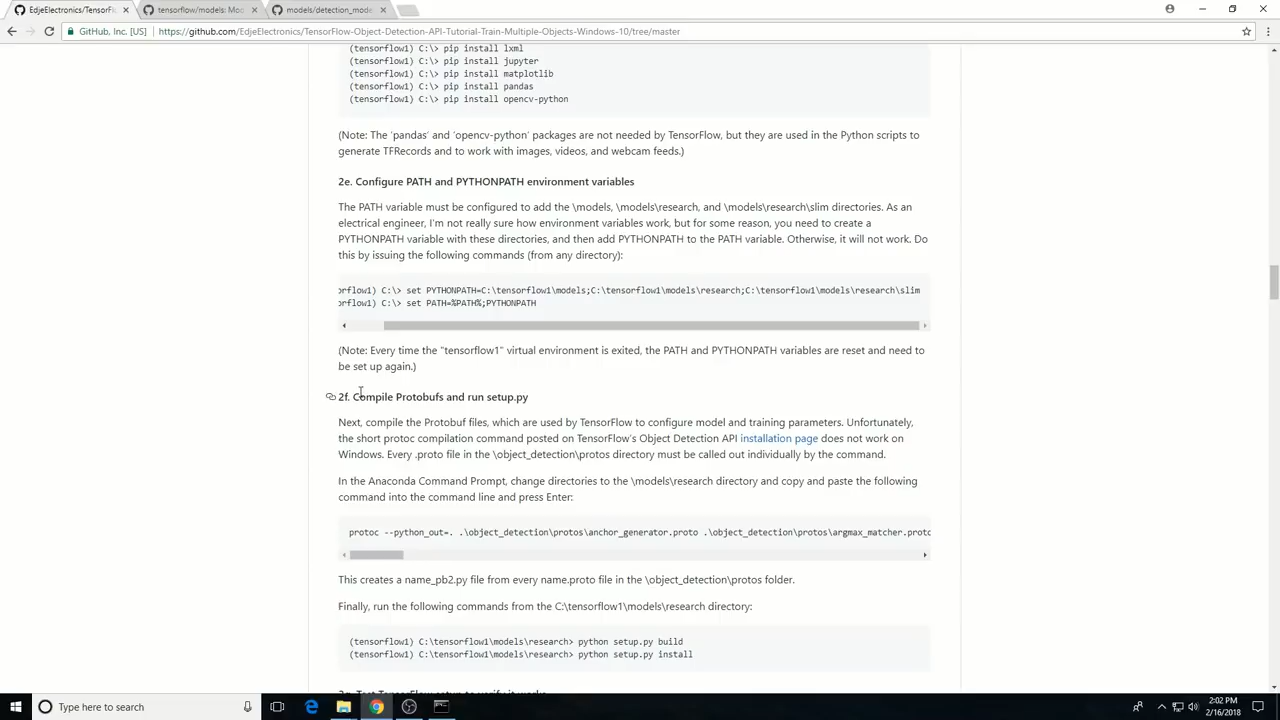 EdjeElectronics/TensorFl
tensorflow/models: Mod
models/detection_mode
GitHub, Inc. [US]
https://github.com/EdjeElectronics/TensorFlow-Object-Detection-API-Tutorial-Train-Multiple-Objects-Windows-10/tree/master
(tensorflow1) C:\> pip install lxml
(tensorflow1) C:\> pip install jupyter
(tensorflow1) C:\> pip install matplotlib
(tensorflow1) C:\> pip install pandas
(tensorflow1) C:\> pip install opencv-python
(Note: The 'pandas' and 'opencv-python' packages are not needed by TensorFlow, but they are used in the Python scripts to
generate TFRecords and to work with images, videos, and webcam feeds.)
2e. Configure PATH and PYTHONPATH environment variables
The PATH variable must be configured to add the \models, \models\research, and \models\research\slim directories. As an
electrical engineer, I'm not really sure how environment variables work, but for some reason, you need to create a
PYTHONPATH variable with these directories, and then add PYTHONPATH to the PATH variable. Otherwise, it will not work. Do
this by issuing the following commands (from any directory):
orflow1) C:\> set PYTHONPATH=C:\tensorflow1\models;C:\tensorflow1\models\research;C:\tensorflow1\models\research\slim
orflow1) C:\> set PATH=%PATH%;PYTHONPATH
(Note: Every time the "tensorflow1" virtual environment is exited, the PATH and PYTHONPATH variables are reset and need to
be set up again.)
2f. Compile Protobufs and run setup.py
Next, compile the Protobuf files, which are used by TensorFlow to configure model and training parameters. Unfortunately,
the short protoc compilation command posted on TensorFlow's Object Detection API installation page does not work on
Windows. Every .proto file in the \object_detection\protos directory must be called out individually by the command.
In the Anaconda Command Prompt, change directories to the \models\research directory and copy and paste the following
command into the command line and press Enter:
protoc --python_out=. .\object_detection\protos\anchor_generator.proto .\object_detection\protos\argmax_matcher.proto
This creates a name_pb2.py file from every name.proto file in the \object_detection\protos folder.
Finally, run the following commands from the C:\tensorflow1\models\research directory:
(tensorflow1) C:\tensorflow1\models\research> python setup.py build
(tensorflow1) C:\tensorflow1\models\research> python setup.py install
2g. Test TensorFlow setup to verify it works
Type here to search
2:02 PM
2/16/2018